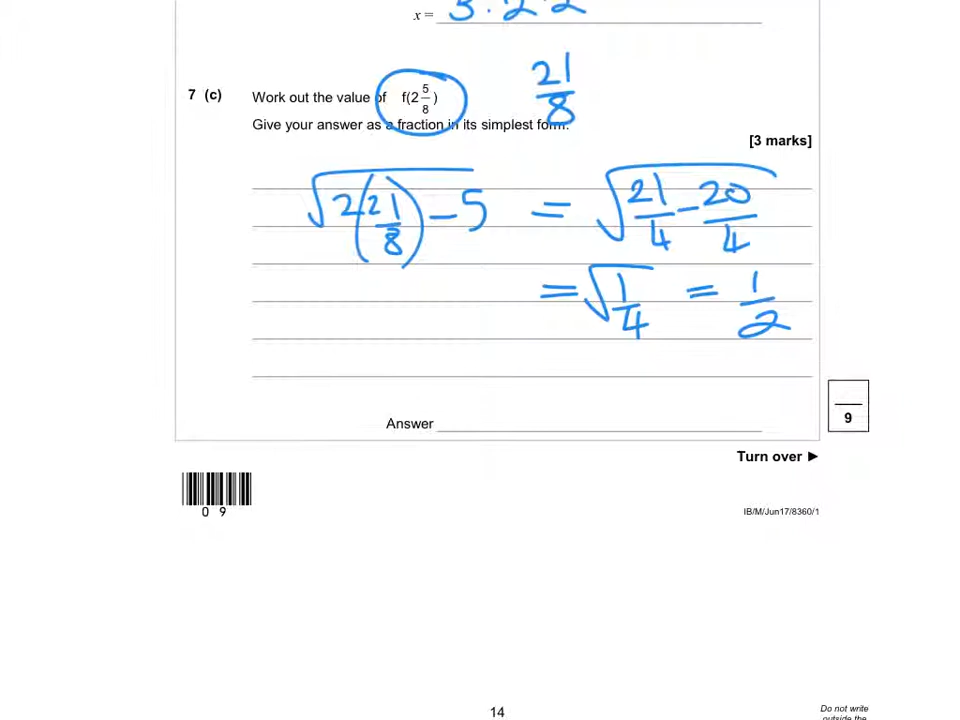 x = 3.22
7 (c) Work out the value of f(2 5/8) 21/8
Give your answer as a fraction in its simplest form.
[3 marks]
√(2(21/8) – 5) = √(21/4 – 20/4)
= √(1/4) = 1/2
Answer
9
Turn over ►
0 9
IB/M/Jun17/8360/1
14
Do not write
outside the